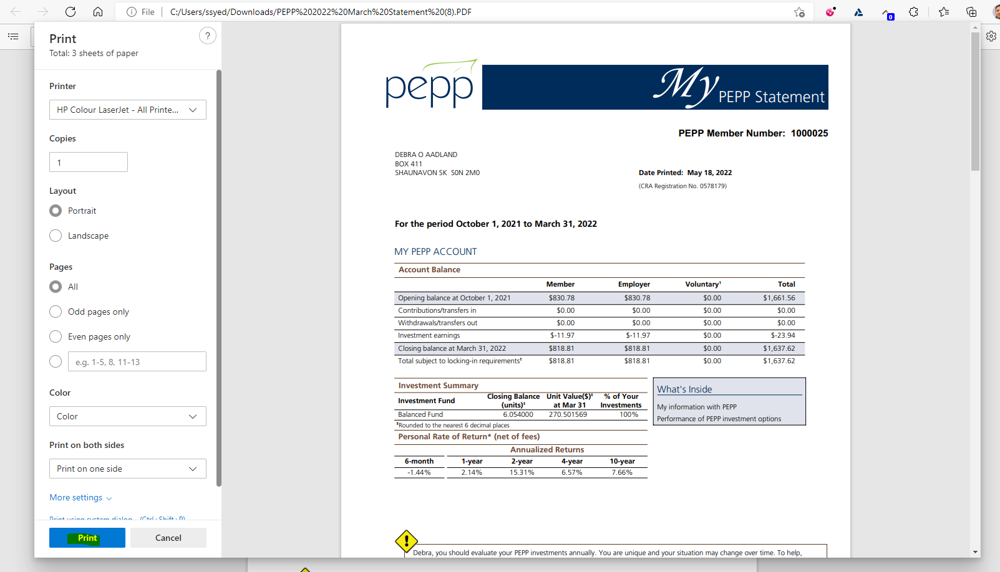 File C:/Users/ssyed/Downloads/PEPP%202022%20March%20Statement%20(8).PDF
0
Print
?
Total: 3 sheets of paper
Printer
HP Colour LaserJet - All Printe...
Copies
1
Layout
Portrait
Landscape
Pages
All
Odd pages only
Even pages only
e.g. 1-5, 8, 11-13
Color
Color
Print on both sides
Print on one side
More settings
Print using system dialog... (Ctrl+Shift+P)
Print Cancel
pepp
My PEPP Statement
PEPP Member Number: 1000025
DEBRA O AADLAND
BOX 411
SHAUNAVON SK S0N 2M0
Date Printed: May 18, 2022
(CRA Registration No. 0578179)
For the period October 1, 2021 to March 31, 2022
MY PEPP ACCOUNT
Account Balance
Member Employer Voluntary¹ Total
Opening balance at October 1, 2021 $830.78 $830.78 $0.00 $1,661.56
Contributions/transfers in $0.00 $0.00 $0.00 $0.00
Withdrawals/transfers out $0.00 $0.00 $0.00 $0.00
Investment earnings $-11.97 $-11.97 $0.00 $-23.94
Closing balance at March 31, 2022 $818.81 $818.81 $0.00 $1,637.62
Total subject to locking-in requirements† $818.81 $818.81 $0.00 $1,637.62
Investment Summary
Investment Fund Closing Balance (units)‡ Unit Value($)‡ at Mar 31 % of Your Investments
Balanced Fund 6.054000 270.501569 100%
‡Rounded to the nearest 6 decimal places
Personal Rate of Return* (net of fees)
Annualized Returns
6-month 1-year 2-year 4-year 10-year
-1.44% 2.14% 15.31% 6.57% 7.66%
What's Inside
My information with PEPP
Performance of PEPP investment options
Debra, you should evaluate your PEPP investments annually. You are unique and your situation may change over time. To help,